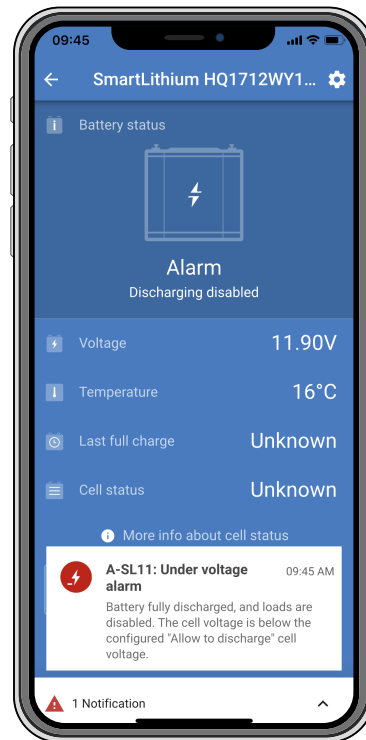 09:45
SmartLithium HQ1712WY1...
Battery status
Alarm
Discharging disabled
Voltage 11.90V
Temperature 16°C
Last full charge Unknown
Cell status Unknown
More info about cell status
A-SL11: Under voltage 09:45 AM
alarm
Battery fully discharged, and loads are
disabled. The cell voltage is below the
configured "Allow to discharge" cell
voltage.
1 Notification